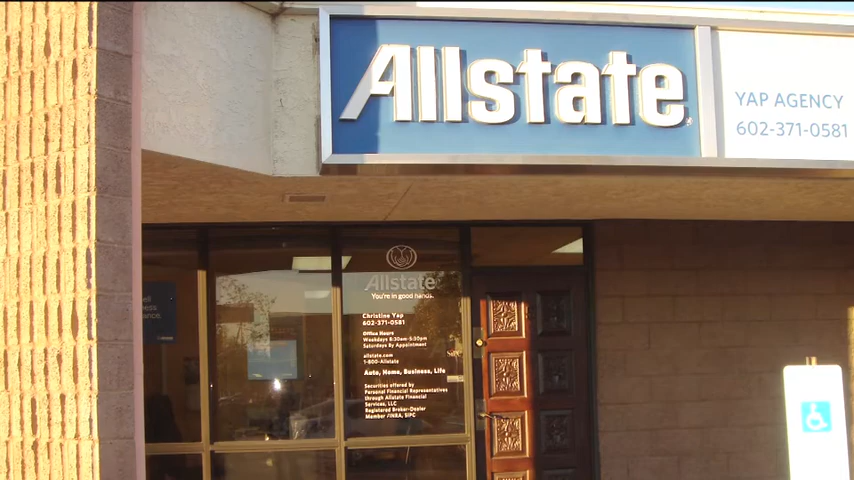 Allstate
YAP AGENCY
602-371-0581
Allstate
You're in good hands.
Christine Yap
602-371-0581
Office Hours
Weekdays 8:30am-5:30pm
Saturdays By Appointment
allstate.com
1-800-Allstate
Auto, Home, Business, Life
Securities offered by
Personal Financial Representatives
through Allstate Financial
Services, LLC
Registered Broker-Dealer
Member FINRA, SIPC